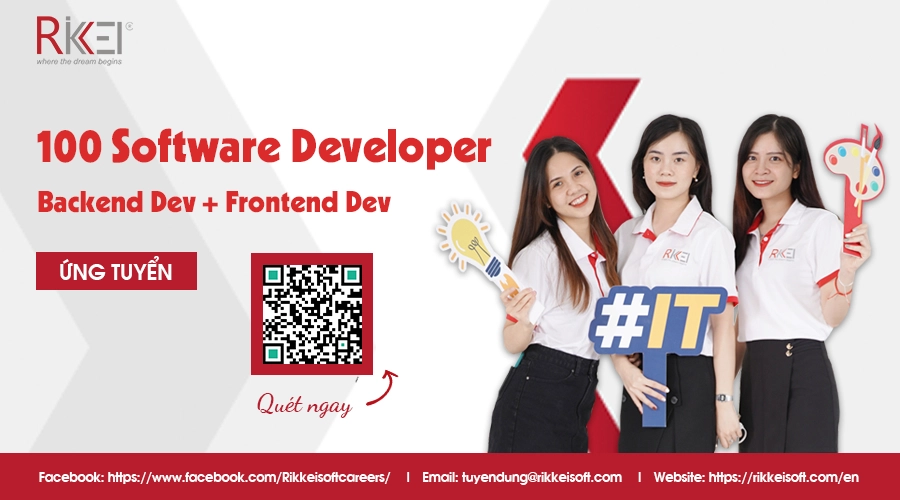 RIKKEI
where the dream begins
100 Software Developer
Backend Dev + Frontend Dev
ỨNG TUYỂN
Quét ngay
RIKKEI
#IT
Facebook: https://www.facebook.com/Rikkeisoftcareers/ | Email: tuyendung@rikkeisoft.com | Website: https://rikkeisoft.com/en